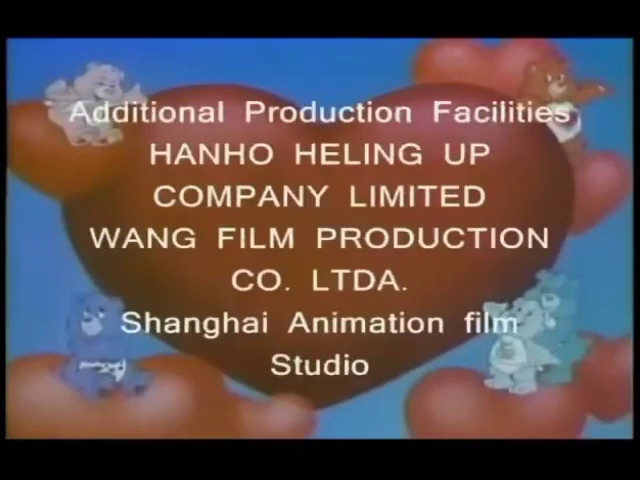 Additional Production Facilities
HANHO HELING UP
COMPANY LIMITED
WANG FILM PRODUCTION
CO. LTDA.
Shanghai Animation film
Studio